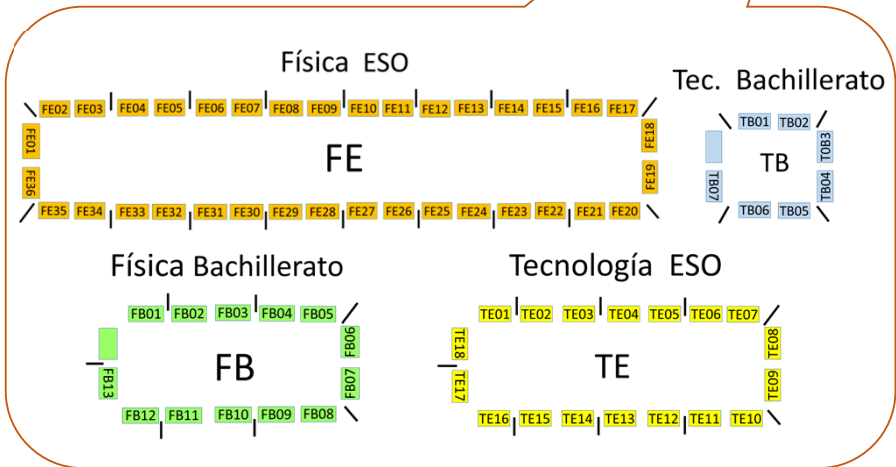 Física ESO
FE02 FE03 FE04 FE05 FE06 FE07 FE08 FE09 FE10 FE11 FE12 FE13 FE14 FE15 FE16 FE17
FE01
FE36
FE
FE18
FE19
FE35 FE34 FE33 FE32 FE31 FE30 FE29 FE28 FE27 FE26 FE25 FE24 FE23 FE22 FE21 FE20
Tec. Bachillerato
TB01 TB02
TB07
TB
T0B3
TB04
TB06 TB05
Física Bachillerato
FB01 FB02 FB03 FB04 FB05
FB13
FB
FB06
FB07
FB12 FB11 FB10 FB09 FB08
Tecnología ESO
TE01 TE02 TE03 TE04 TE05 TE06 TE07
TE18
TE17
TE
TE08
TE09
TE16 TE15 TE14 TE13 TE12 TE11 TE10